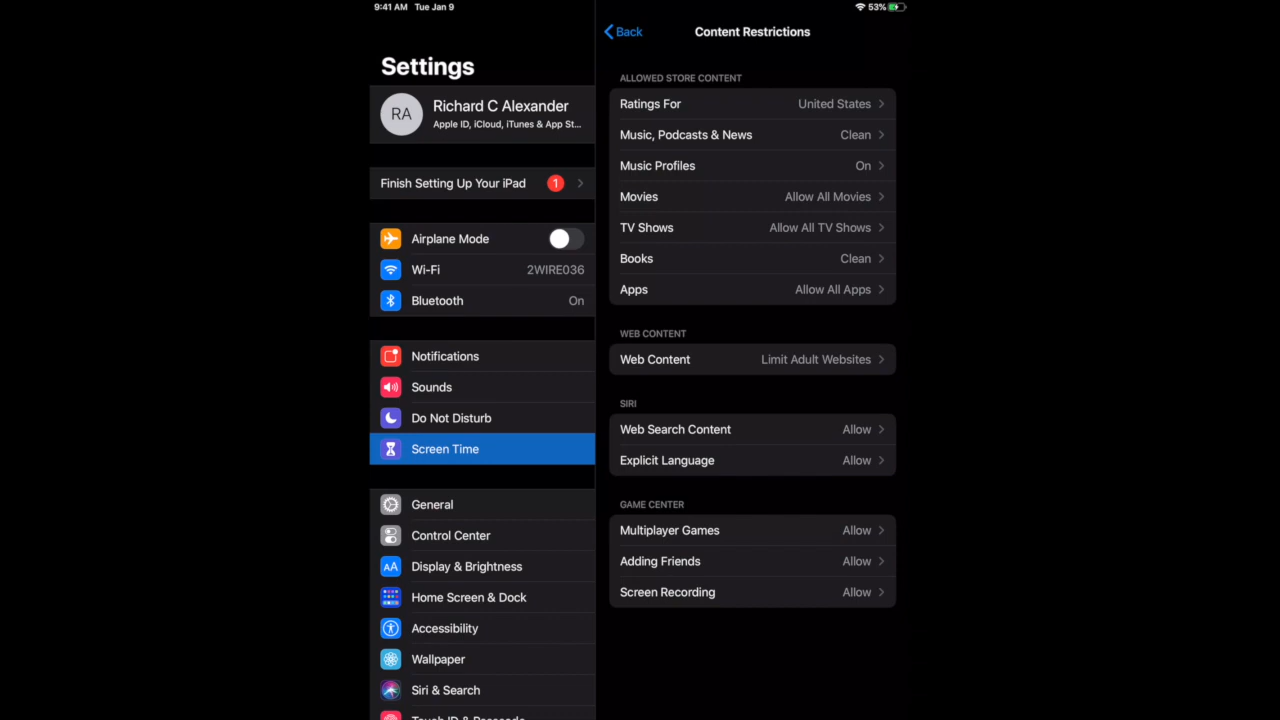 9:41 AM Tue Jan 9
53%
Settings
RA
Richard C Alexander
Apple ID, iCloud, iTunes & App St...
Finish Setting Up Your iPad 1
Airplane Mode
Wi-Fi 2WIRE036
Bluetooth On
Notifications
Sounds
Do Not Disturb
Screen Time
General
Control Center
AA Display & Brightness
Home Screen & Dock
Accessibility
Wallpaper
Siri & Search
Touch ID & Passcode
Back
Content Restrictions
ALLOWED STORE CONTENT
Ratings For United States
Music, Podcasts & News Clean
Music Profiles On
Movies Allow All Movies
TV Shows Allow All TV Shows
Books Clean
Apps Allow All Apps
WEB CONTENT
Web Content Limit Adult Websites
SIRI
Web Search Content Allow
Explicit Language Allow
GAME CENTER
Multiplayer Games Allow
Adding Friends Allow
Screen Recording Allow